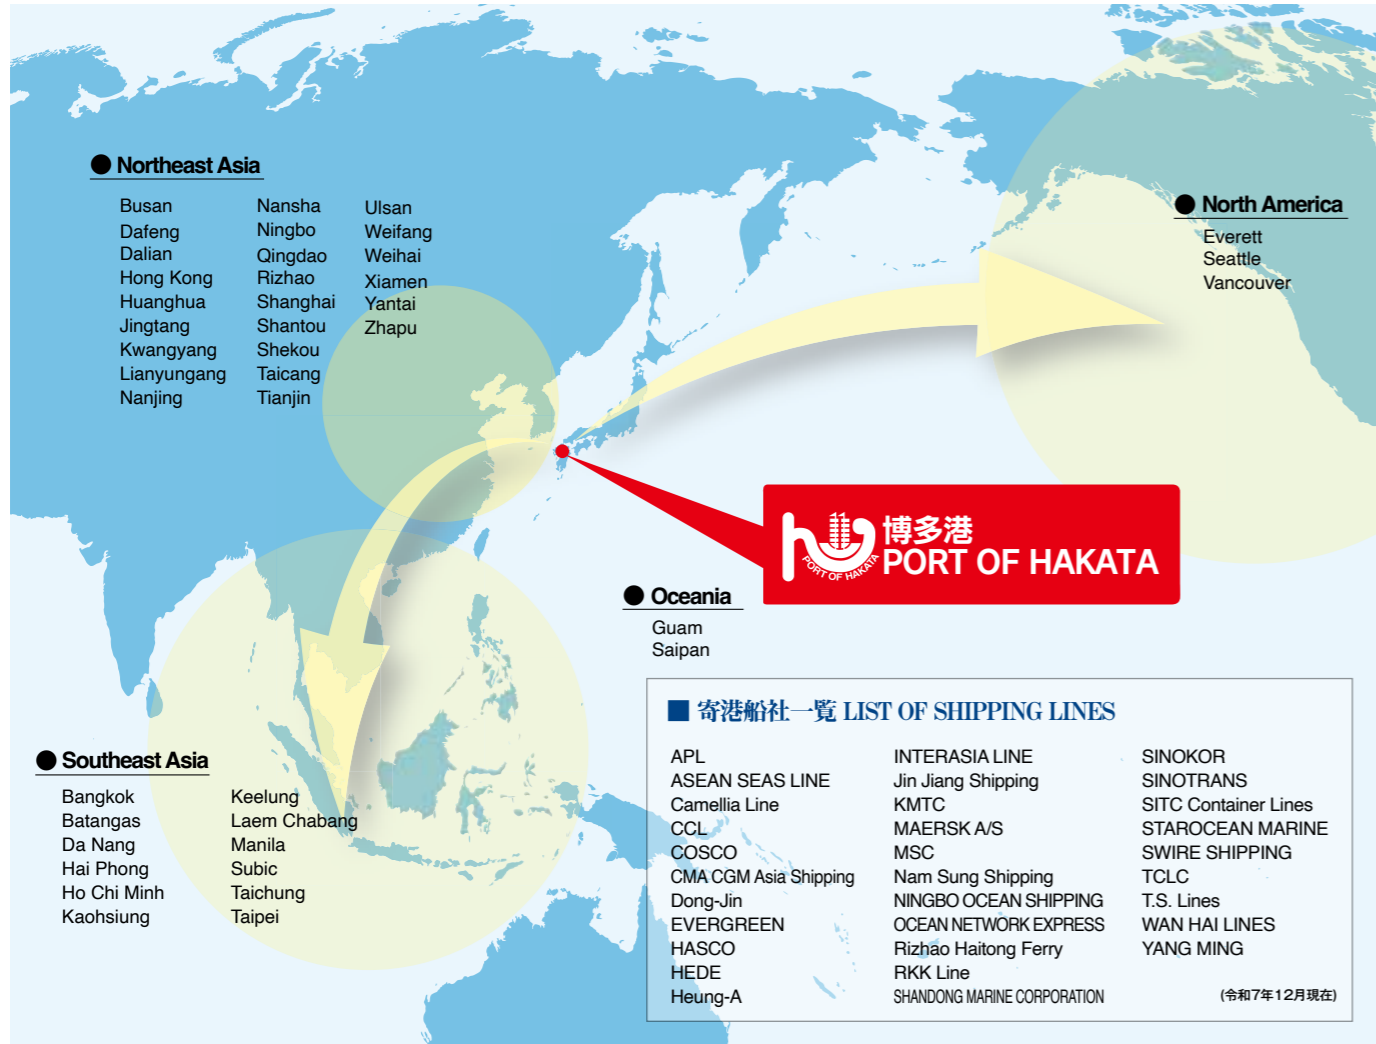 ● Northeast Asia
Busan
Dafeng
Dalian
Hong Kong
Huanghua
Jingtang
Kwangyang
Lianyungang
Nanjing
Nansha
Ningbo
Qingdao
Rizhao
Shanghai
Shantou
Shekou
Taicang
Tianjin
Ulsan
Weifang
Weihai
Xiamen
Yantai
Zhapu
● North America
Everett
Seattle
Vancouver
PORT OF HAKATA
博多港
PORT OF HAKATA
● Oceania
Guam
Saipan
● Southeast Asia
Bangkok
Batangas
Da Nang
Hai Phong
Ho Chi Minh
Kaohsiung
Keelung
Laem Chabang
Manila
Subic
Taichung
Taipei
■ 寄港船社一覧 LIST OF SHIPPING LINES
APL
ASEAN SEAS LINE
Camellia Line
CCL
COSCO
CMA CGM Asia Shipping
Dong-Jin
EVERGREEN
HASCO
HEDE
Heung-A
INTERASIA LINE
Jin Jiang Shipping
KMTC
MAERSK A/S
MSC
Nam Sung Shipping
NINGBO OCEAN SHIPPING
OCEAN NETWORK EXPRESS
Rizhao Haitong Ferry
RKK Line
SHANDONG MARINE CORPORATION
SINOKOR
SINOTRANS
SITC Container Lines
STAROCEAN MARINE
SWIRE SHIPPING
TCLC
T.S. Lines
WAN HAI LINES
YANG MING
(令和7年12月現在)